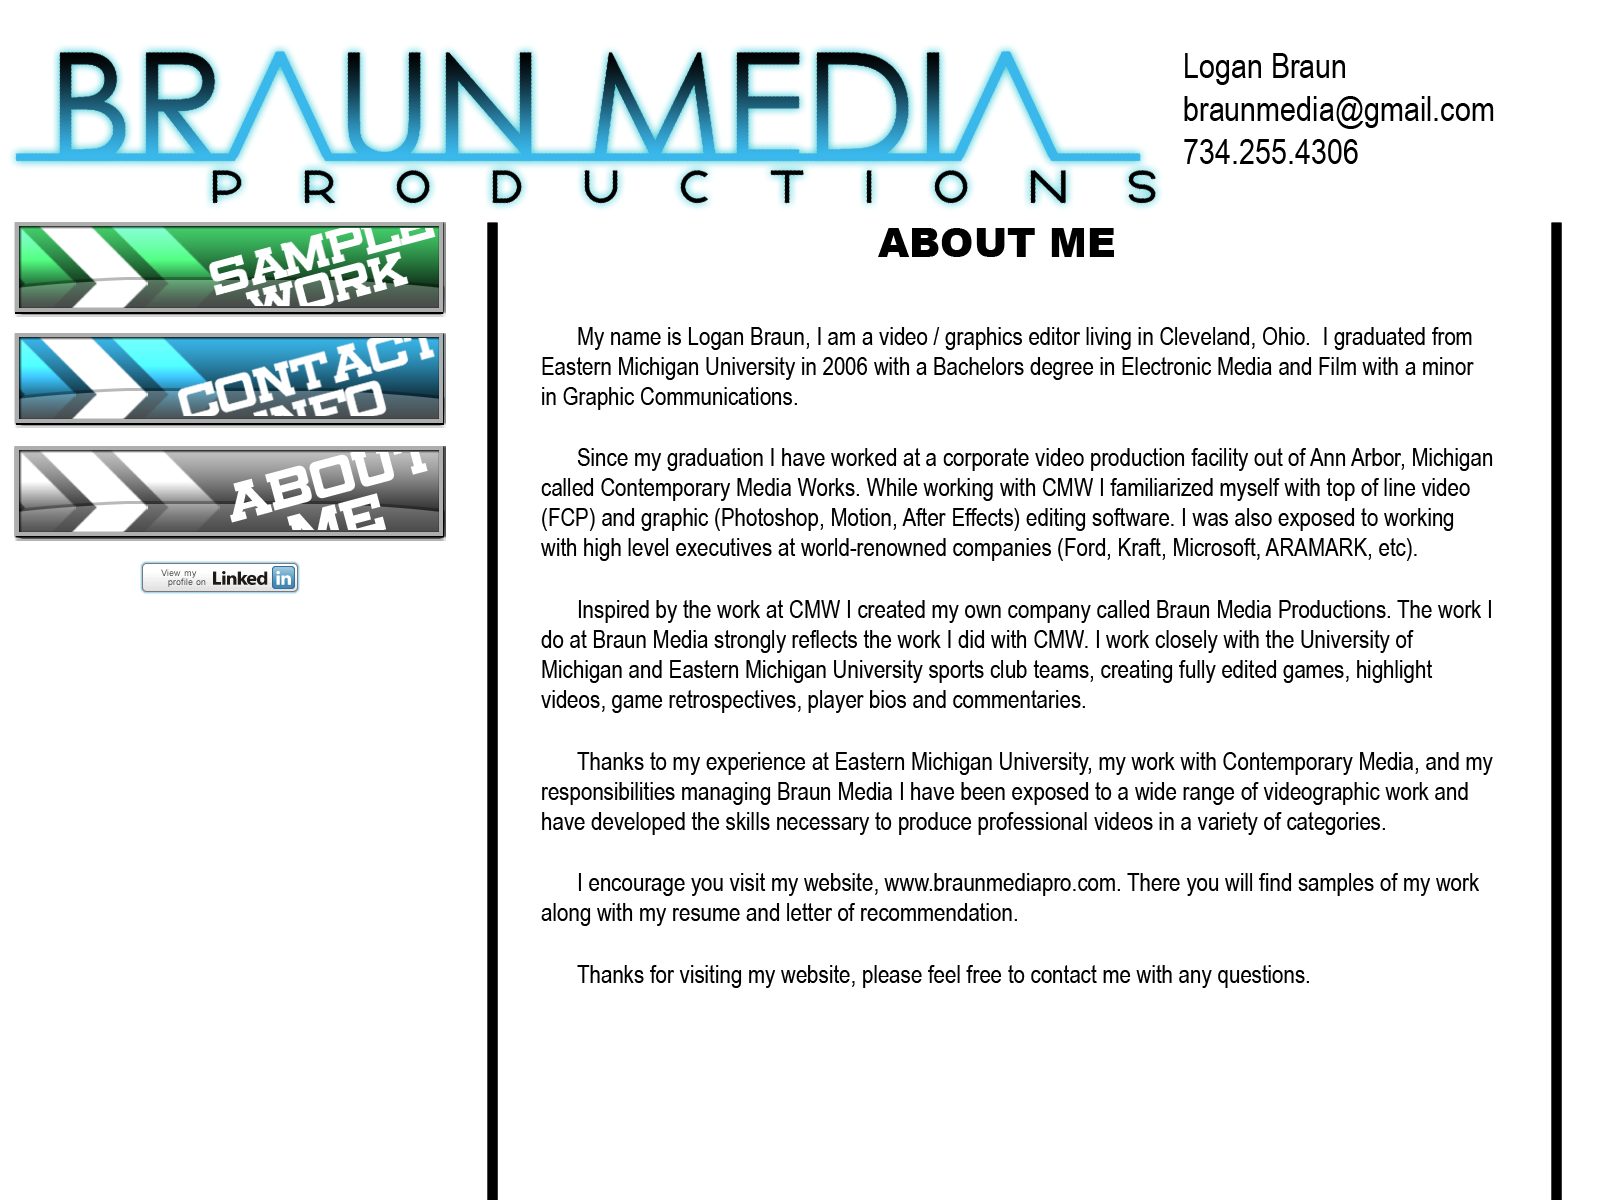 BRAUN MEDIA
PRODUCTIONS
Logan Braun
braunmedia@gmail.com
734.255.4306
SAMPLE
WORK
CONTACT
INFO
ABOUT
ME
View my
profile on Linked in
ABOUT ME
My name is Logan Braun, I am a video / graphics editor living in Cleveland, Ohio.  I graduated from
Eastern Michigan University in 2006 with a Bachelors degree in Electronic Media and Film with a minor
in Graphic Communications.
Since my graduation I have worked at a corporate video production facility out of Ann Arbor, Michigan
called Contemporary Media Works. While working with CMW I familiarized myself with top of line video
(FCP) and graphic (Photoshop, Motion, After Effects) editing software. I was also exposed to working
with high level executives at world-renowned companies (Ford, Kraft, Microsoft, ARAMARK, etc).
Inspired by the work at CMW I created my own company called Braun Media Productions. The work I
do at Braun Media strongly reflects the work I did with CMW. I work closely with the University of
Michigan and Eastern Michigan University sports club teams, creating fully edited games, highlight
videos, game retrospectives, player bios and commentaries.
Thanks to my experience at Eastern Michigan University, my work with Contemporary Media, and my
responsibilities managing Braun Media I have been exposed to a wide range of videographic work and
have developed the skills necessary to produce professional videos in a variety of categories.
I encourage you visit my website, www.braunmediapro.com. There you will find samples of my work
along with my resume and letter of recommendation.
Thanks for visiting my website, please feel free to contact me with any questions.